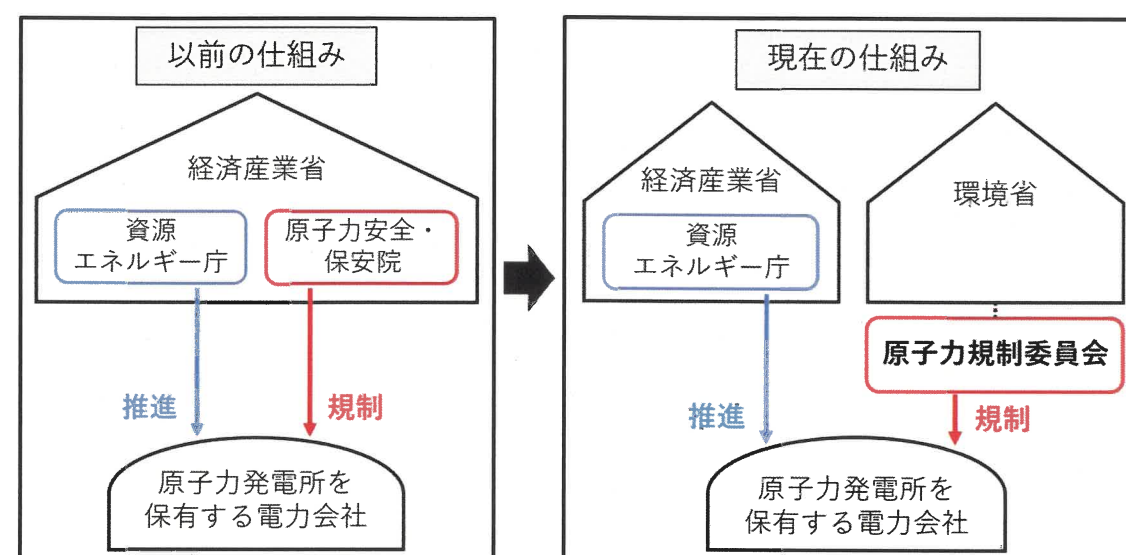 以前の仕組み
経済産業省
資源
エネルギー庁
原子力安全・
保安院
推進
規制
原子力発電所を
保有する電力会社
現在の仕組み
経済産業省
資源
エネルギー庁
環境省
原子力規制委員会
推進
規制
原子力発電所を
保有する電力会社